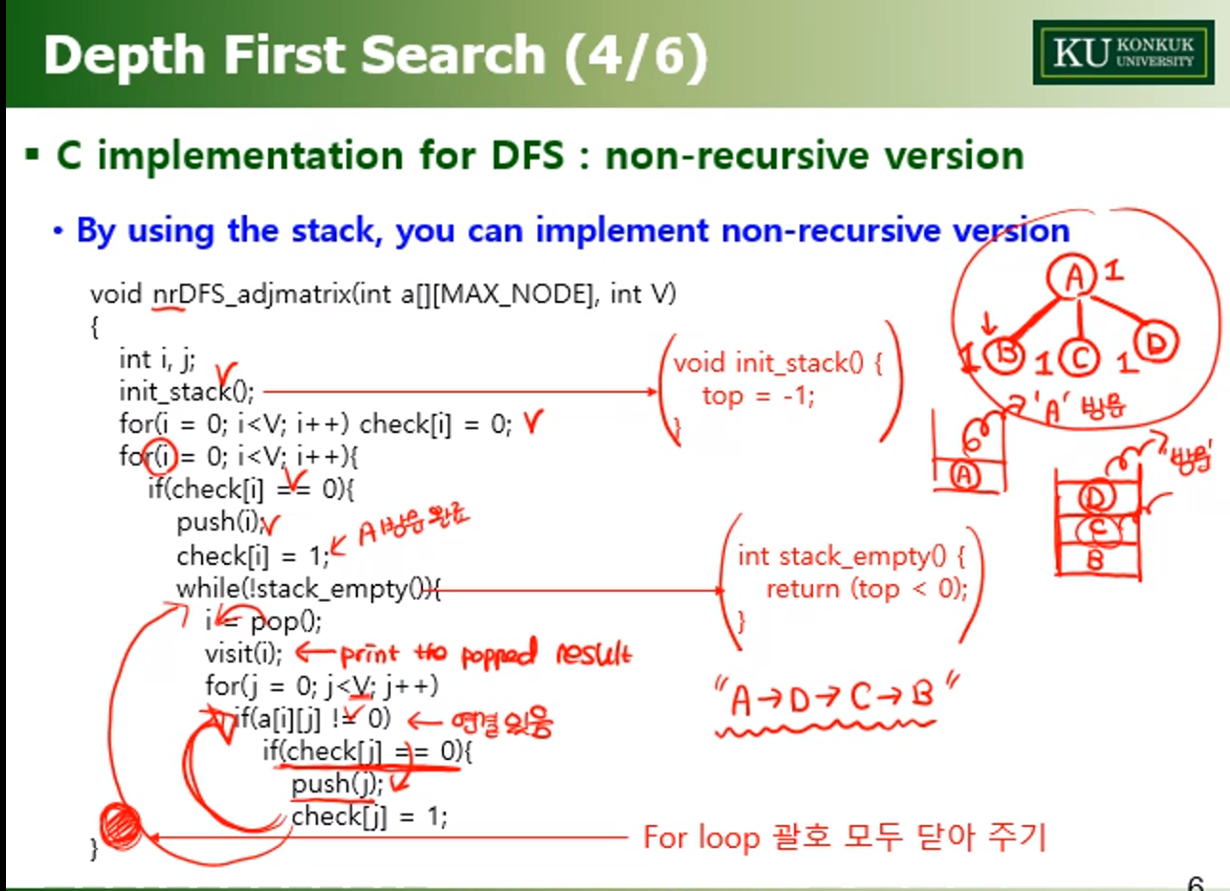 Depth First Search (4/6)
KU KONKUK UNIVERSITY
▪ C implementation for DFS : non-recursive version
• By using the stack, you can implement non-recursive version
void nrDFS_adjmatrix(int a[][MAX_NODE], int V)
{
int i, j;
init_stack();
for(i = 0; i<V; i++) check[i] = 0;
for(i = 0; i<V; i++){
if(check[i] == 0){
push(i);
check[i] = 1;
A 방문 완료
while(!stack_empty()){
i = pop();
visit(i);
print the popped result
for(j = 0; j<V; j++)
if(a[i][j] != 0)
연결 있음
if(check[j] == 0){
push(j);
check[j] = 1;
}
void init_stack() {
top = -1;
}
int stack_empty() {
return (top < 0);
}
A 1
1 B 1 C 1 D
'A' 방문
A
'방문'
D
C
B
"A→D→C→B"
For loop 괄호 모두 닫아 주기
6